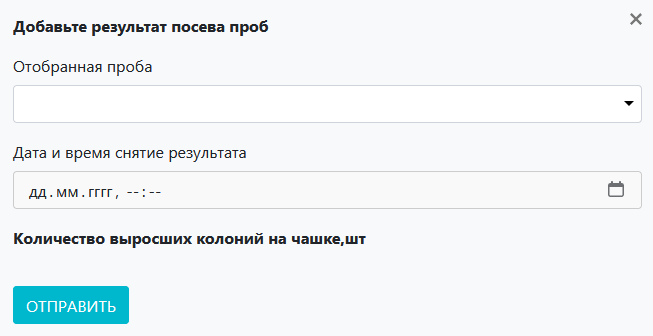 Добавьте результат посева проб
Отобранная проба
Дата и время снятие результата
дд.мм.гггг, --:--
Количество выросших колоний на чашке,шт
ОТПРАВИТЬ